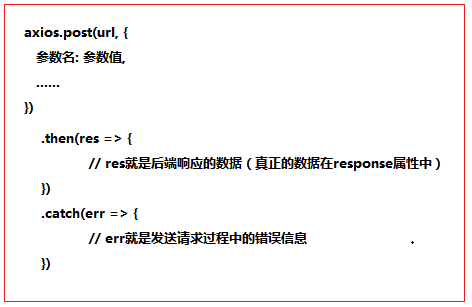 axios.post(url, {
参数名: 参数值,
......
})
.then(res => {
// res就是后端响应的数据（真正的数据在response属性中）
})
.catch(err => {
// err就是发送请求过程中的错误信息 。
})